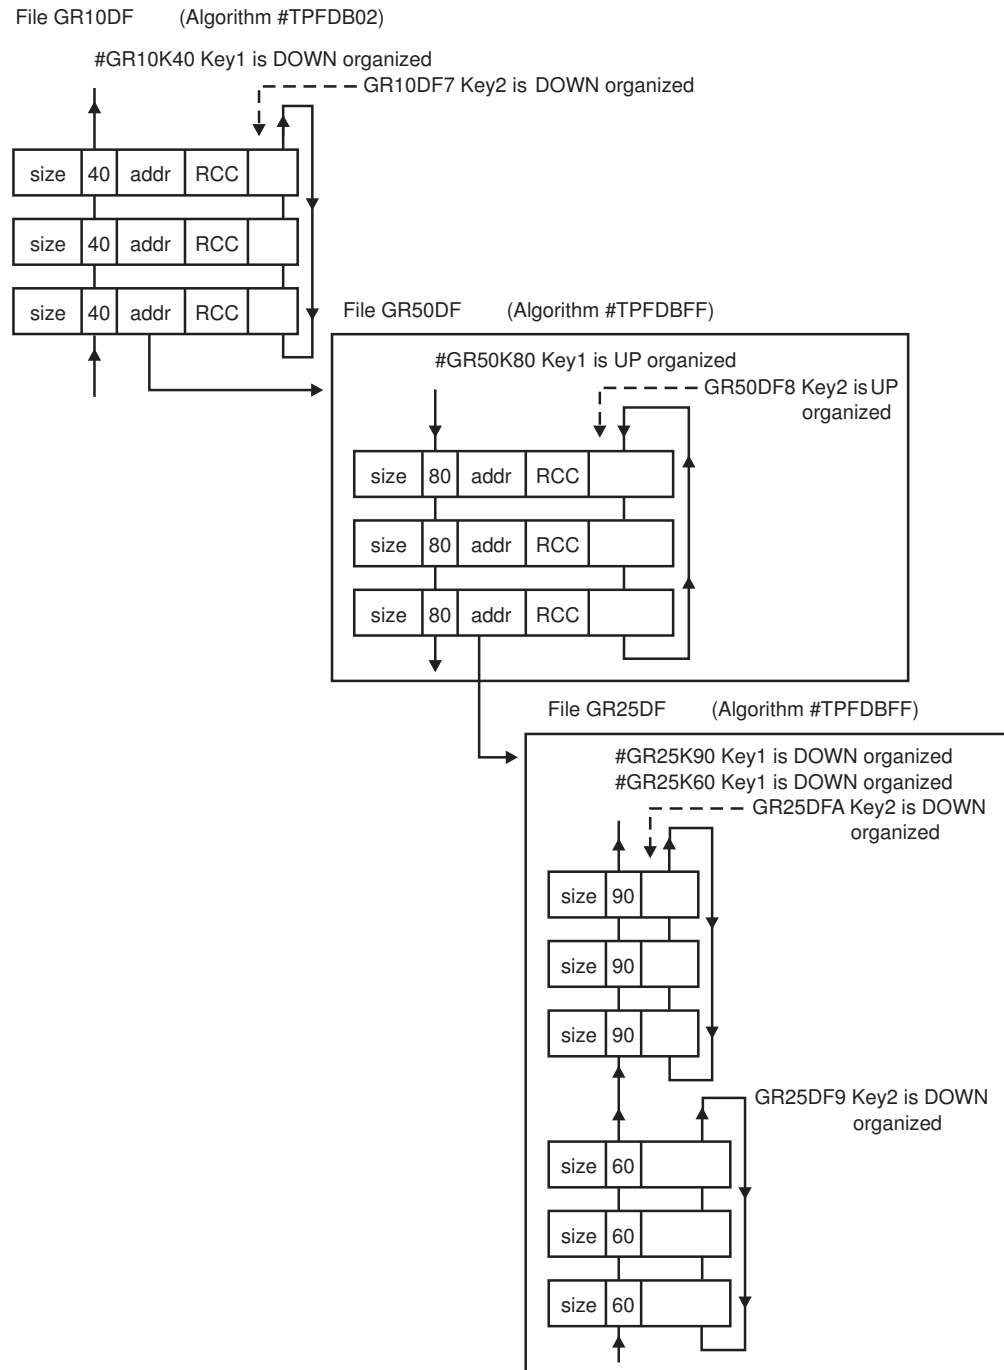 File GR10DF (Algorithm #TPFDB02)
#GR10K40 Key1 is DOWN organized
GR10DF7 Key2 is DOWN organized
size 40 addr RCC
size 40 addr RCC
size 40 addr RCC
File GR50DF (Algorithm #TPFDBFF)
#GR50K80 Key1 is UP organized
GR50DF8 Key2 is UP
organized
size 80 addr RCC
size 80 addr RCC
size 80 addr RCC
File GR25DF (Algorithm #TPFDBFF)
#GR25K90 Key1 is DOWN organized
#GR25K60 Key1 is DOWN organized
GR25DFA Key2 is DOWN
organized
size 90
size 90
size 90
GR25DF9 Key2 is DOWN
organized
size 60
size 60
size 60